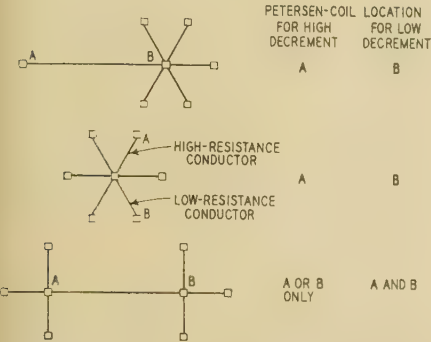 PETERSEN-COIL LOCATION
FOR HIGH FOR LOW
DECREMENT DECREMENT
A B
A B
A
HIGH-RESISTANCE
CONDUCTOR
A B
LOW-RESISTANCE
CONDUCTOR
B
A B
A OR B A AND B
ONLY